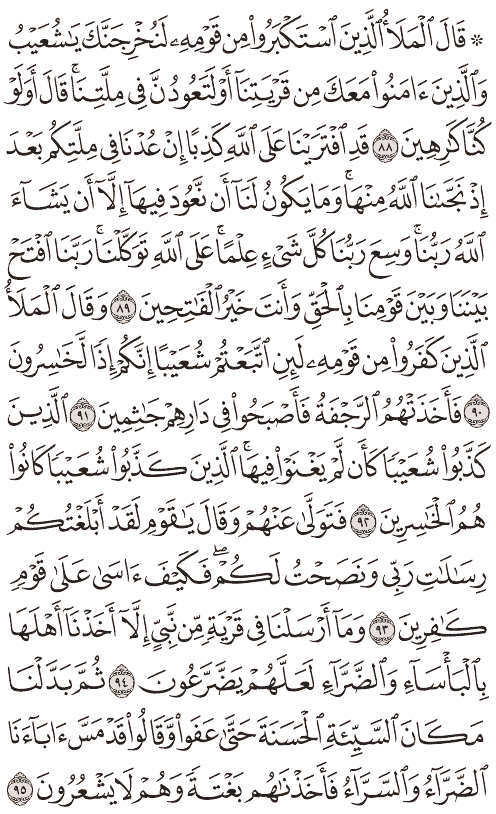 ۞ قَالَ ٱلْمَلَأُ ٱلَّذِينَ ٱسْتَكْبَرُوا۟ مِن قَوْمِهِۦ لَنُخْرِجَنَّكَ يَـٰشُعَيْبُ
وَٱلَّذِينَ ءَامَنُوا۟ مَعَكَ مِن قَرْيَتِنَآ أَوْ لَتَعُودُنَّ فِى مِلَّتِنَا ۚ قَالَ أَوَلَوْ
كُنَّا كَـٰرِهِينَ ٨٨ قَدِ ٱفْتَرَيْنَا عَلَى ٱللَّهِ كَذِبًا إِنْ عُدْنَا فِى مِلَّتِكُم بَعْدَ
إِذْ نَجَّىٰنَا ٱللَّهُ مِنْهَا ۚ وَمَا يَكُونُ لَنَآ أَن نَّعُودَ فِيهَآ إِلَّآ أَن يَشَآءَ
ٱللَّهُ رَبُّنَا ۚ وَسِعَ رَبُّنَا كُلَّ شَىْءٍ عِلْمًا ۚ عَلَى ٱللَّهِ تَوَكَّلْنَا ۚ رَبَّنَا ٱفْتَحْ
بَيْنَنَا وَبَيْنَ قَوْمِنَا بِٱلْحَقِّ وَأَنتَ خَيْرُ ٱلْفَـٰتِحِينَ ٨٩ وَقَالَ ٱلْمَلَأُ
ٱلَّذِينَ كَفَرُوا۟ مِن قَوْمِهِۦ لَئِنِ ٱتَّبَعْتُمْ شُعَيْبًا إِنَّكُمْ إِذًا لَّخَـٰسِرُونَ
٩٠ فَأَخَذَتْهُمُ ٱلرَّجْفَةُ فَأَصْبَحُوا۟ فِى دَارِهِمْ جَـٰثِمِينَ ٩١ ٱلَّذِينَ
كَذَّبُوا۟ شُعَيْبًا كَأَن لَّمْ يَغْنَوْا۟ فِيهَا ۚ ٱلَّذِينَ كَذَّبُوا۟ شُعَيْبًا كَانُوا۟
هُمُ ٱلْخَـٰسِرِينَ ٩٢ فَتَوَلَّىٰ عَنْهُمْ وَقَالَ يَـٰقَوْمِ لَقَدْ أَبْلَغْتُكُمْ
رِسَـٰلَـٰتِ رَبِّى وَنَصَحْتُ لَكُمْ ۖ فَكَيْفَ ءَاسَىٰ عَلَىٰ قَوْمٍ
كَـٰفِرِينَ ٩٣ وَمَآ أَرْسَلْنَا فِى قَرْيَةٍ مِّن نَّبِىٍّ إِلَّآ أَخَذْنَآ أَهْلَهَا
بِٱلْبَأْسَآءِ وَٱلضَّرَّآءِ لَعَلَّهُمْ يَضَّرَّعُونَ ٩٤ ثُمَّ بَدَّلْنَا
مَكَانَ ٱلسَّيِّئَةِ ٱلْحَسَنَةَ حَتَّىٰ عَفَوا۟ وَّقَالُوا۟ قَدْ مَسَّ ءَابَآءَنَا
ٱلضَّرَّآءُ وَٱلسَّرَّآءُ فَأَخَذْنَـٰهُم بَغْتَةً وَهُمْ لَا يَشْعُرُونَ ٩٥